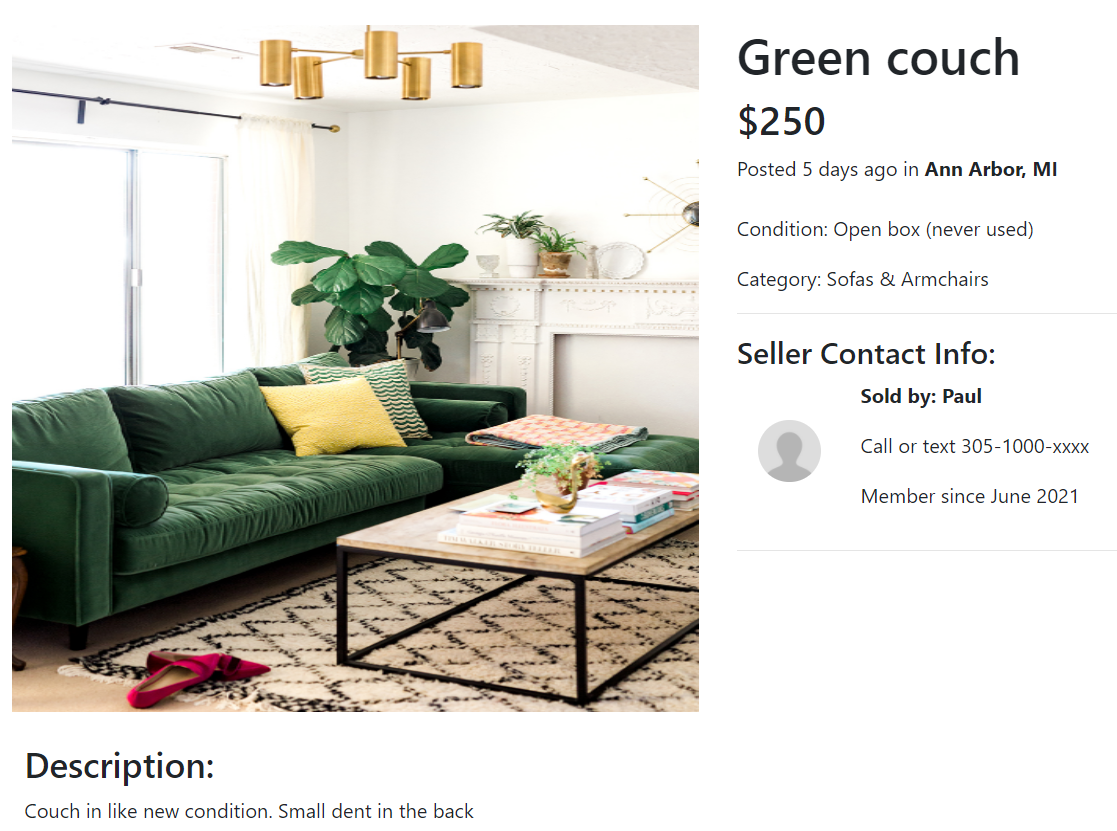 Green couch
$250
Posted 5 days ago in Ann Arbor, MI
Condition: Open box (never used)
Category: Sofas & Armchairs
Seller Contact Info:
Sold by: Paul
Call or text 305-1000-xxxx
Member since June 2021
Description:
Couch in like new condition. Small dent in the back